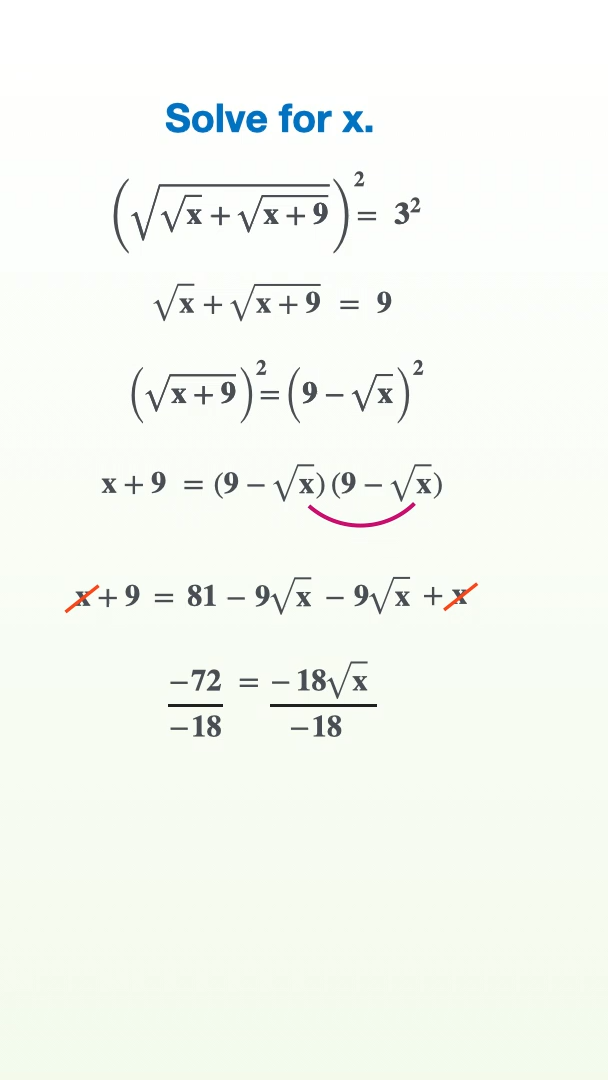 Solve for x.
(√(√x + √(x + 9)))² = 3²
√x + √(x + 9) = 9
(√(x + 9))² = (9 − √x)²
x + 9 = (9 − √x)(9 − √x)
x + 9 = 81 − 9√x − 9√x + x
−72 = −18√x
−18 −18